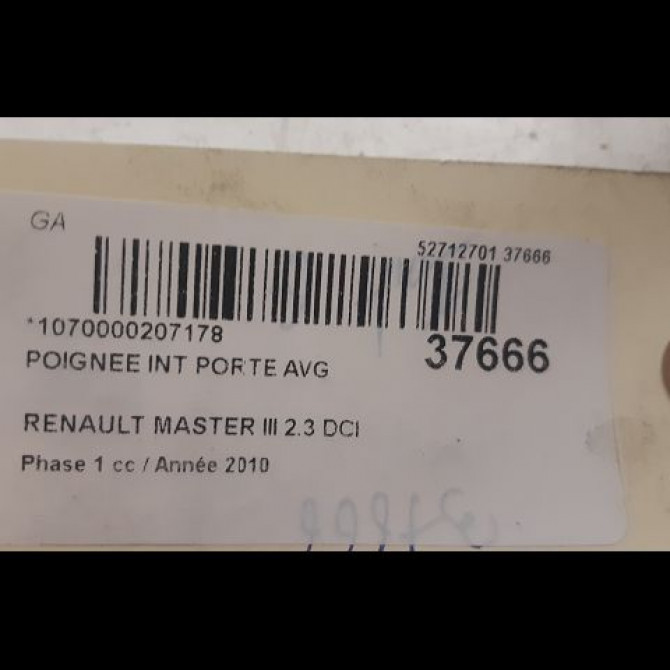 GA
52712701 37666
*1070000207178
37666
POIGNEE INT PORTE AVG
RENAULT MASTER III 2.3 DCI
Phase 1 cc / Année 2010